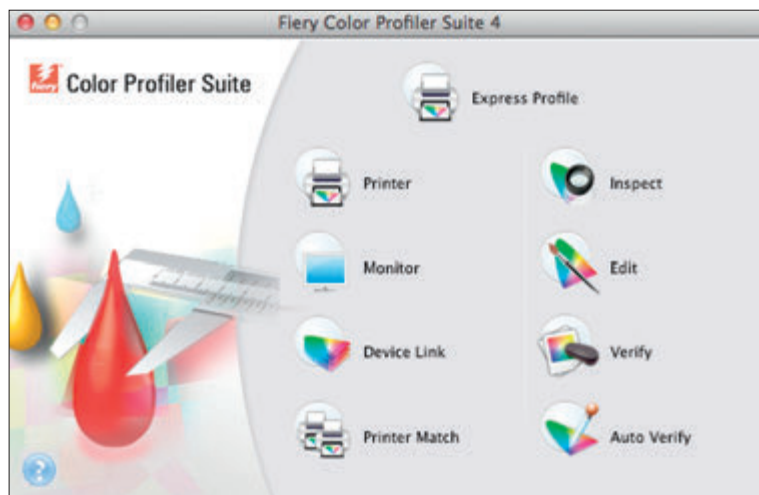 Fiery Color Profiler Suite 4
fiery Color Profiler Suite
Express Profile
Printer
Inspect
Monitor
Edit
Device Link
Verify
Printer Match
Auto Verify
?